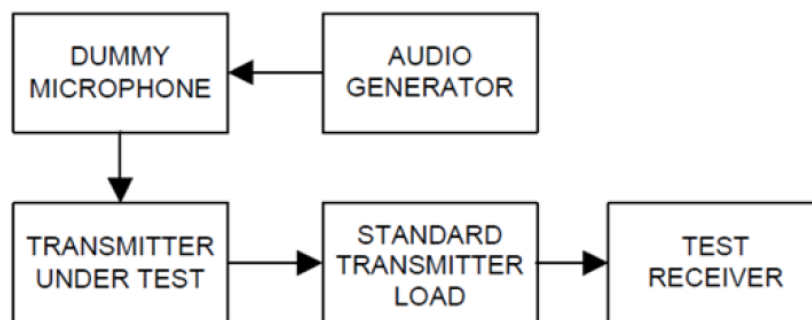 DUMMY
MICROPHONE
AUDIO
GENERATOR
TRANSMITTER
UNDER TEST
STANDARD
TRANSMITTER
LOAD
TEST
RECEIVER